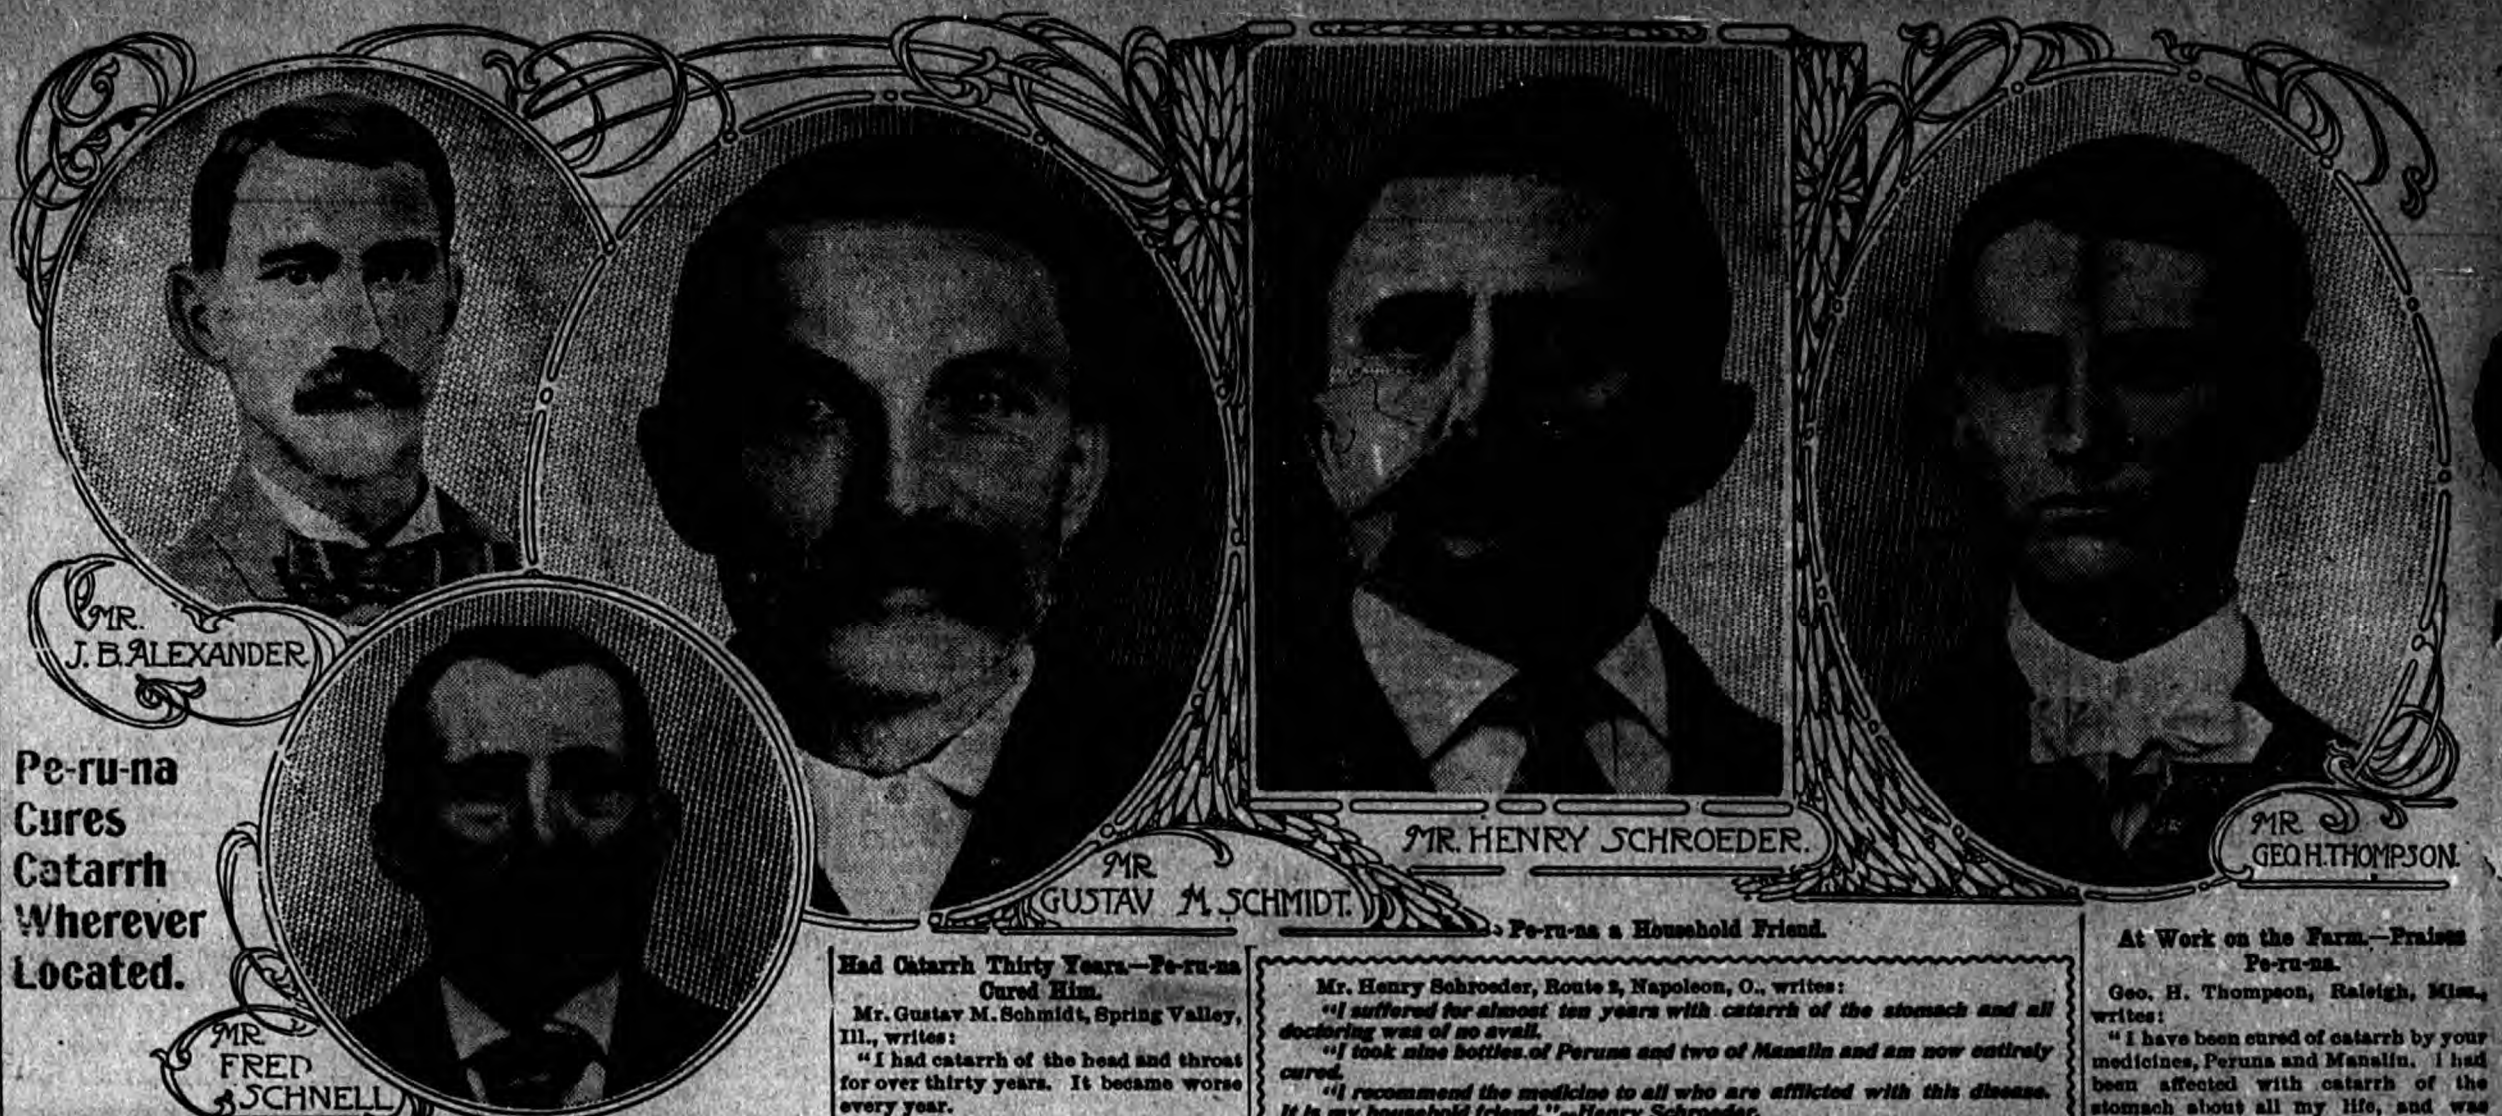 MR.
J. B. ALEXANDER
MR.
FRED
SCHNELL
MR
GUSTAV M. SCHMIDT.
MR. HENRY SCHROEDER.
MR
GEO. H. THOMPSON.
Pe-ru-na
Cures
Catarrh
Wherever
Located.
Had Catarrh Thirty Years.—Pe-ru-na
Cured Him.
Mr. Gustav M. Schmidt, Spring Valley,
Ill., writes:
"I had catarrh of the head and throat
for over thirty years. It became worse
every year.
Pe-ru-na a Household Friend.
Mr. Henry Schroeder, Route 2, Napoleon, O., writes:
"I suffered for almost ten years with catarrh of the stomach and all
doctoring was of no avail.
"I took nine bottles of Peruna and two of Manalin and am now entirely
cured.
"I recommend the medicine to all who are afflicted with this disease.
It is my household friend."—Henry Schroeder.
At Work on the Farm.—Praises
Pe-ru-na.
Geo. H. Thompson, Raleigh, Miss.,
writes:
"I have been cured of catarrh by your
medicines, Peruna and Manalin. I had
been affected with catarrh of the
stomach about all my life, and was